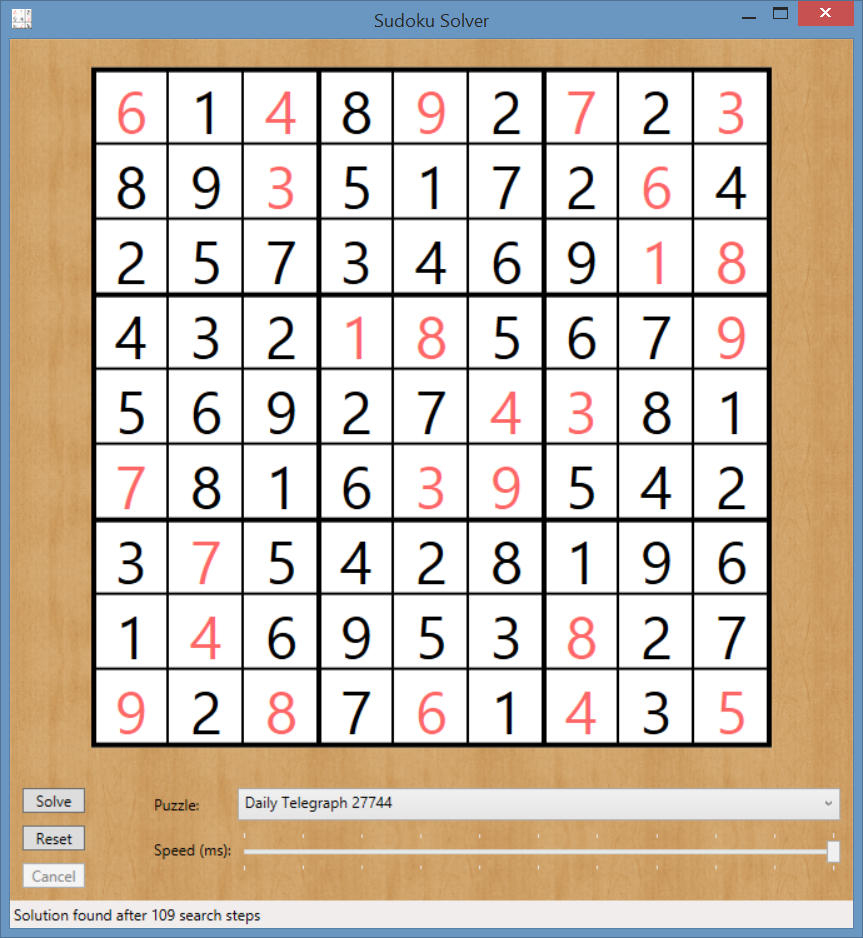 Sudoku Solver
6 1 4 8 9 2 7 2 3
8 9 3 5 1 7 2 6 4
2 5 7 3 4 6 9 1 8
4 3 2 1 8 5 6 7 9
5 6 9 2 7 4 3 8 1
7 8 1 6 3 9 5 4 2
3 7 5 4 2 8 1 9 6
1 4 6 9 5 3 8 2 7
9 2 8 7 6 1 4 3 5
Solve
Puzzle:
Daily Telegraph 27744
Reset
Speed (ms):
Cancel
Solution found after 109 search steps